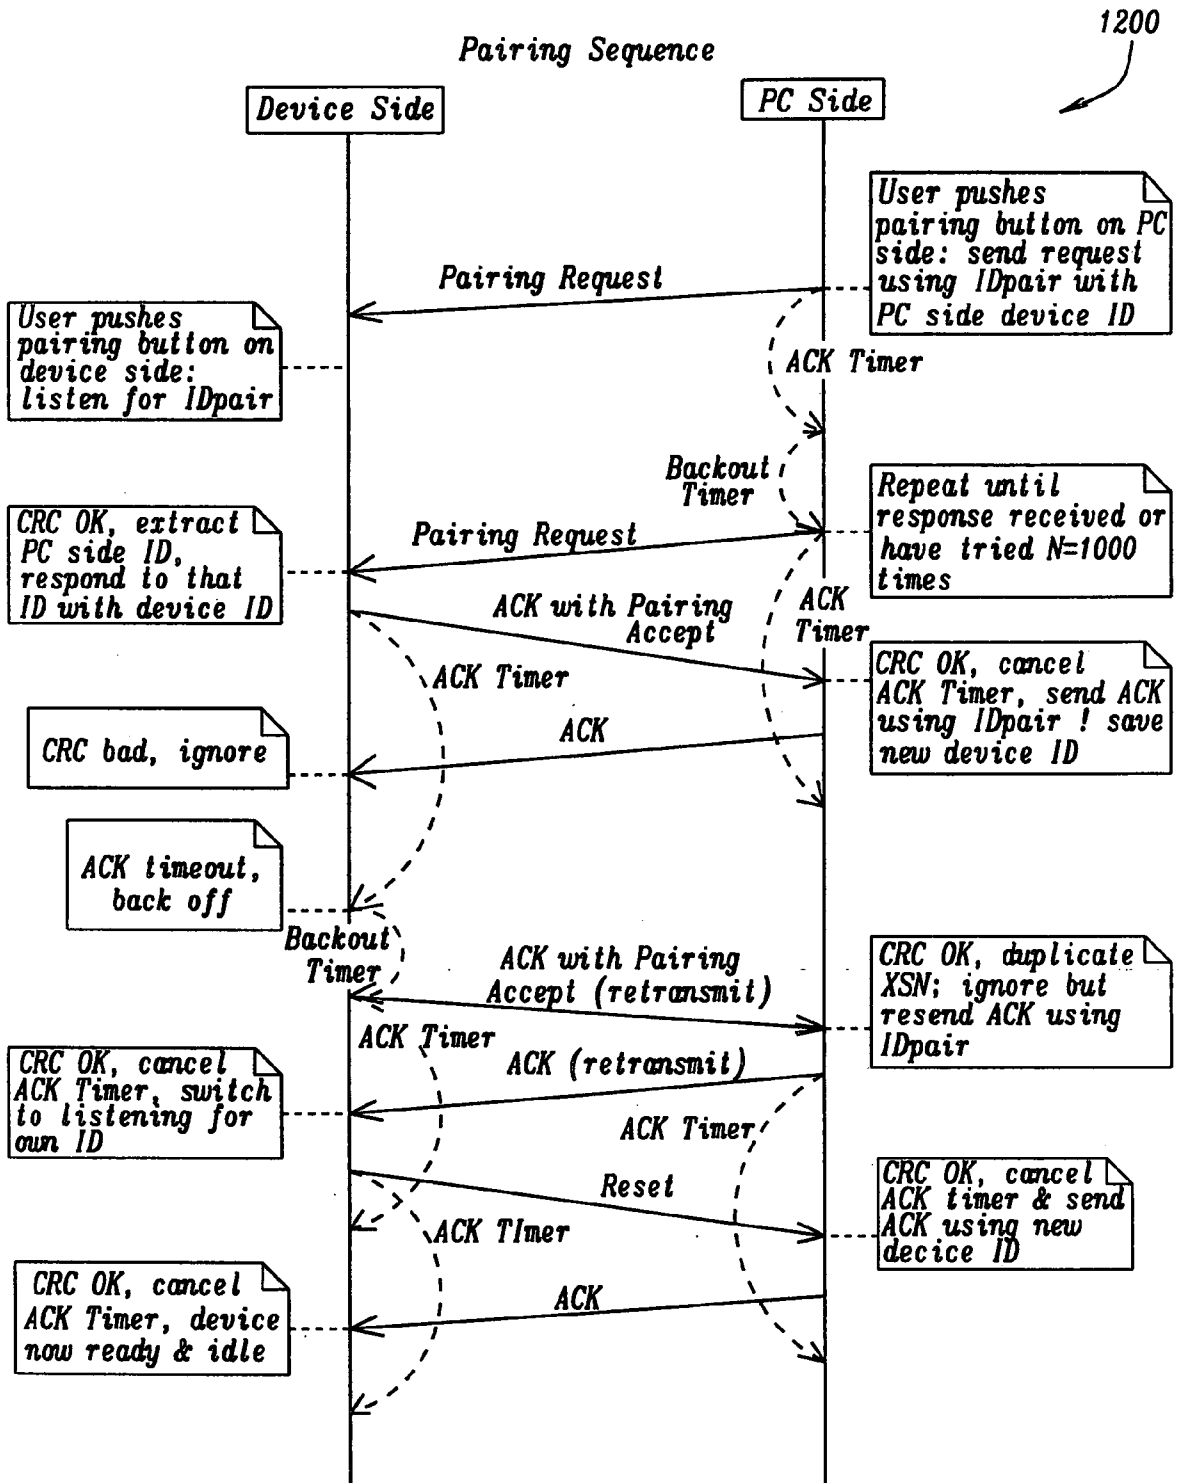 1200
Pairing Sequence
Device Side
PC Side
User pushes
pairing button on PC
side: send request
using IDpair with
PC side device ID
Pairing Request
User pushes
pairing button on
device side:
listen for IDpair
ACK Timer
Backout
Timer
Repeat until
response received or
have tried N=1000
times
CRC OK, extract
PC side ID,
respond to that
ID with device ID
Pairing Request
ACK with Pairing
Accept
ACK
Timer
ACK Timer
CRC OK, cancel
ACK Timer, send ACK
using IDpair ! save
new device ID
ACK
CRC bad, ignore
ACK timeout,
back off
Backout
Timer
ACK with Pairing
Accept (retransmit)
CRC OK, duplicate
XSN; ignore but
resend ACK using
IDpair
ACK Timer
ACK (retransmit)
CRC OK, cancel
ACK Timer, switch
to listening for
own ID
ACK Timer
Reset
CRC OK, cancel
ACK timer & send
ACK using new
decice ID
ACK TImer
CRC OK, cancel
ACK Timer, device
now ready & idle
ACK